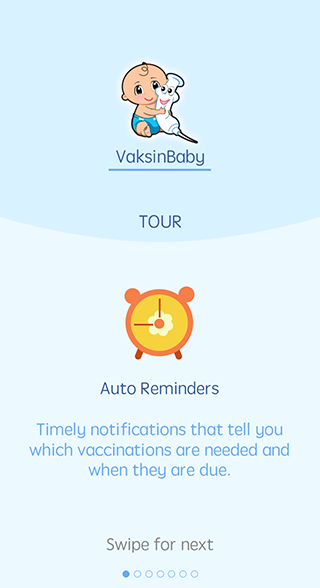 VaksinBaby
TOUR
Auto Reminders
Timely notifications that tell you
which vaccinations are needed and
when they are due.
Swipe for next